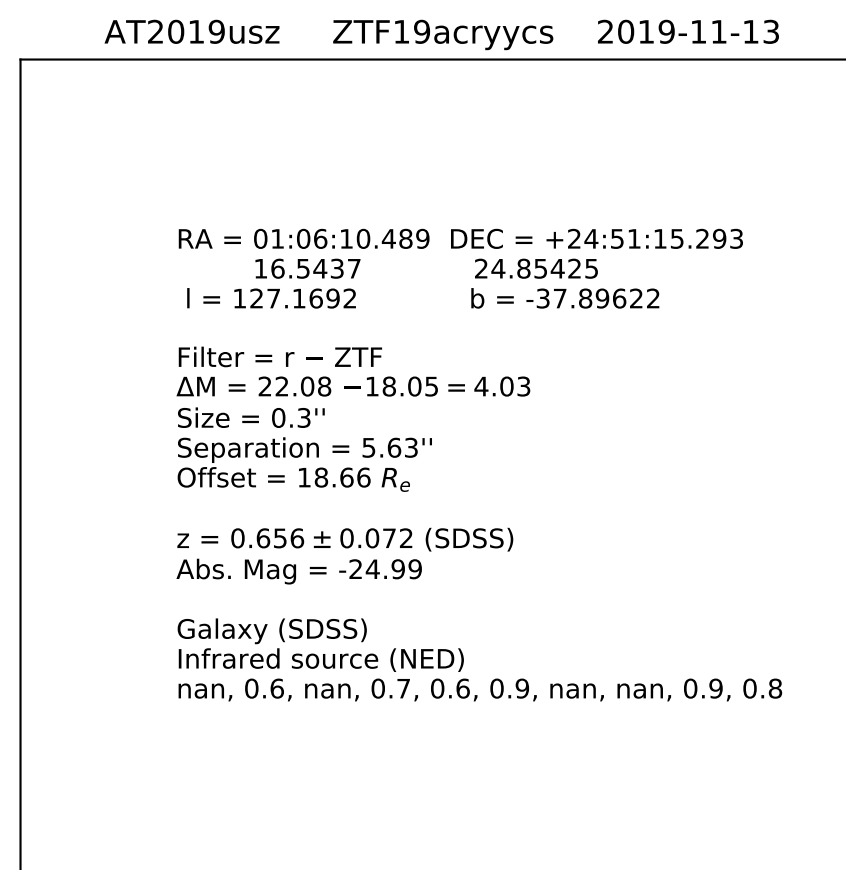 AT2019usz ZTF19acryycs 2019-11-13
RA = 01:06:10.489 DEC = +24:51:15.293
16.5437 24.85425
l = 127.1692 b = -37.89622
Filter = r − ZTF
ΔM = 22.08 −18.05 = 4.03
Size = 0.3''
Separation = 5.63''
Offset = 18.66 Re
z = 0.656 ± 0.072 (SDSS)
Abs. Mag = -24.99
Galaxy (SDSS)
Infrared source (NED)
nan, 0.6, nan, 0.7, 0.6, 0.9, nan, nan, 0.9, 0.8